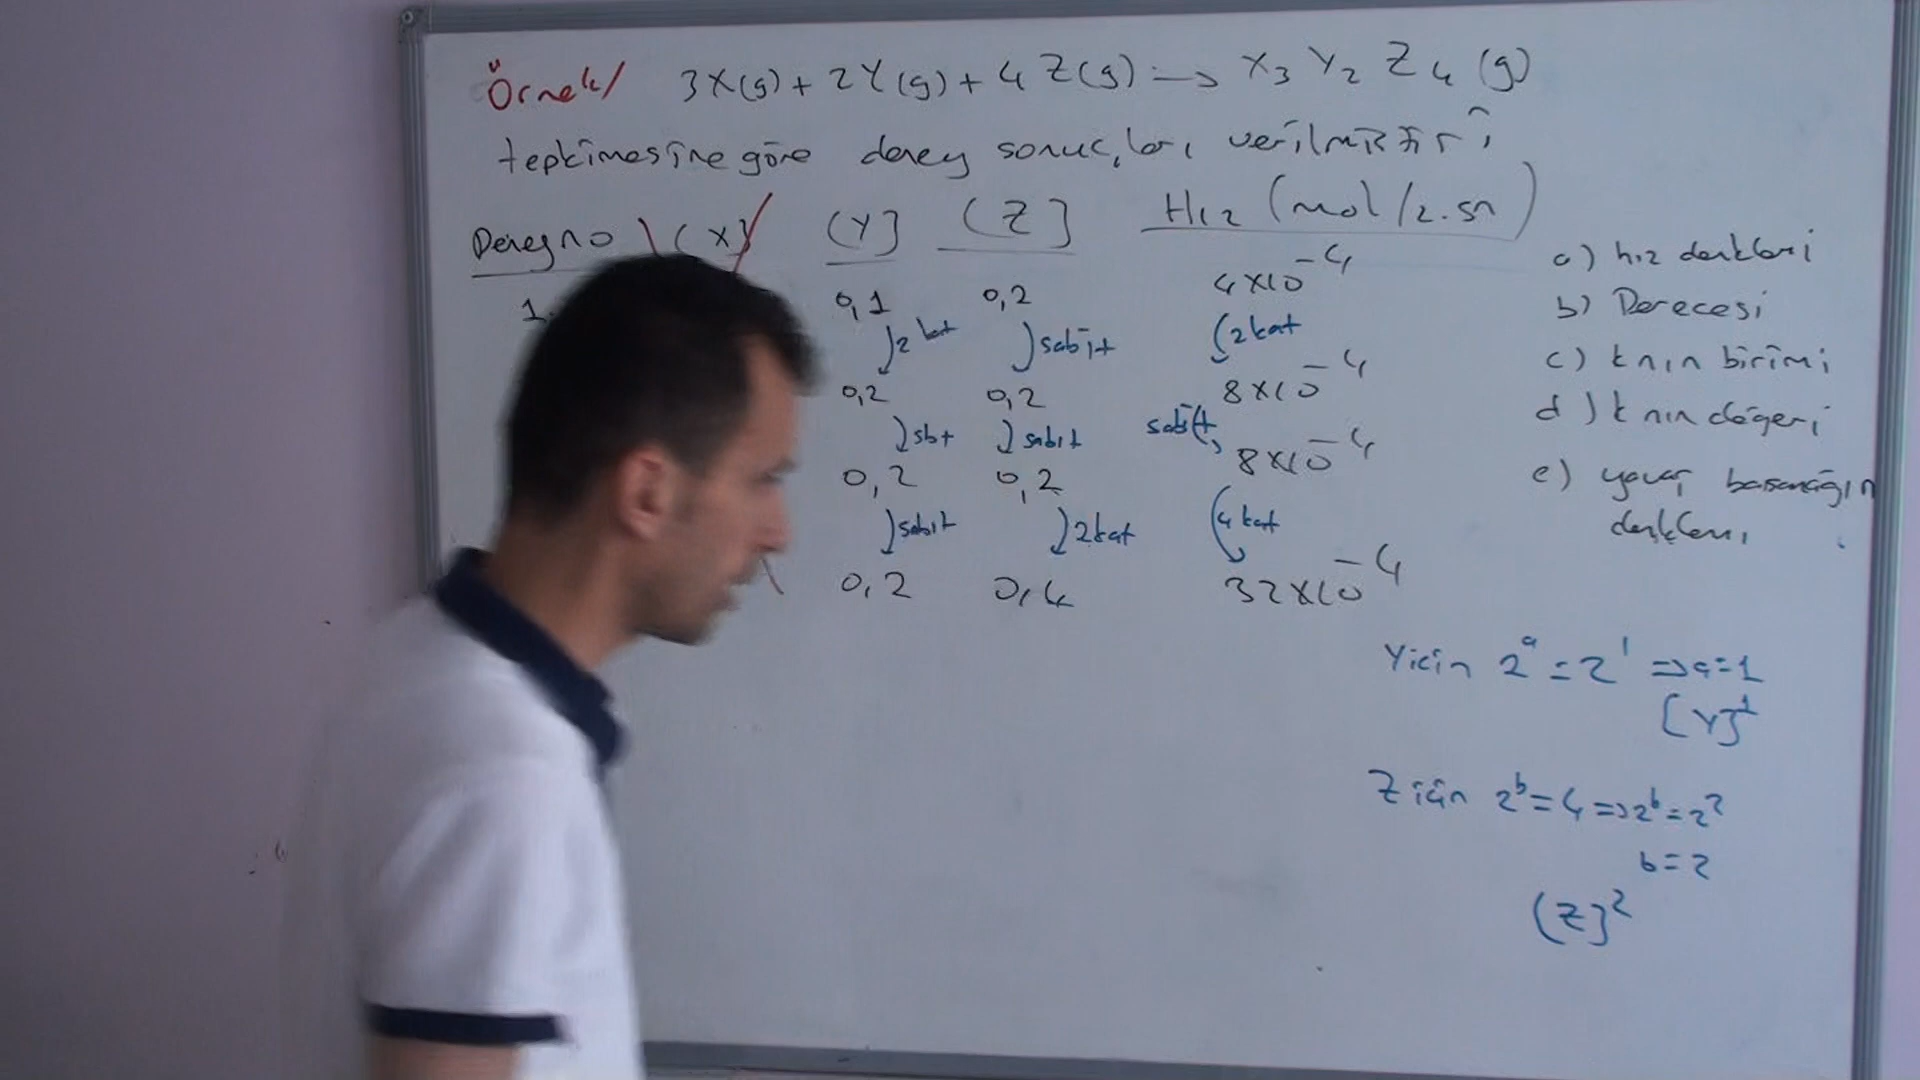 Örnek/ 3X(g) + 2Y(g) + 4Z(g) → X3Y2Z4(g)
tepkimesine göre deney sonuçları verilmiştir;
Deney no [X] [Y] [Z] Hız (mol/L.sn)
1. 0,1 0,2 4x10^-4
2 kat sabit 2 kat
0,2 0,2 8x10^-4
sbt sabit sabit
0,2 0,2 8x10^-4
sabit 2 kat 4 kat
0,2 0,4 32x10^-4
a) hız denklemi
b) Derecesi
c) k nın birimi
d) k nın değeri
e) yavaş basamağın
denklemi
Y için 2^a = 2^1 ⇒ a = 1
[Y]^1
Z için 2^b = 4 ⇒ 2^b = 2^2
b = 2
[Z]^2